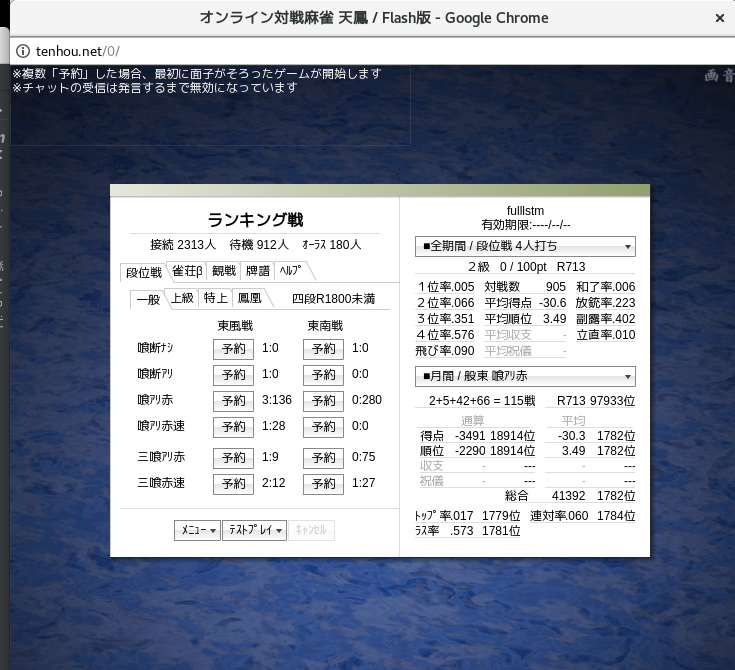 オンライン対戦麻雀 天鳳 / Flash版 - Google Chrome
tenhou.net/0/
※複数「予約」した場合、最初に面子がそろったゲームが開始します
※チャットの受信は発言するまで無効になっています
画 音
ランキング戦
接続 2313人 待機 912人 ｵｰﾗｽ 180人
段位戦 雀荘β 観戦 牌譜 ﾍﾙﾌﾟ
一般 上級 特上 鳳凰 四段R1800未満
東風戦 東南戦
喰断ﾅｼ 予約 1:0 予約 1:0
喰断ｱﾘ 予約 1:0 予約 0:0
喰ｱﾘ赤 予約 3:136 予約 0:280
喰ｱﾘ赤速 予約 1:28 予約 0:0
三喰ｱﾘ赤 予約 1:9 予約 0:75
三喰赤速 予約 2:12 予約 1:27
ﾒﾆｭｰ ﾃｽﾄﾌﾟﾚｲ ｷｬﾝｾﾙ
fulllstm
有効期限:----/--/--
■全期間 / 段位戦 4人打ち
２級 0 / 100pt R713
１位率.005 対戦数 905 和了率.006
２位率.066 平均得点 -30.6 放銃率.223
３位率.351 平均順位 3.49 副露率.402
４位率.576 平均収支 - 立直率.010
飛び率.090 平均祝儀 -
■月間 / 般東 喰ｱﾘ赤
2+5+42+66 = 115戦 R713 97933位
通算 平均
得点 -3491 18914位 -30.3 1782位
順位 -2290 18914位 3.49 1782位
収支 - --- - ---
祝儀 - --- - ---
総合 41392 1782位
ﾄｯﾌﾟ率.017 1779位 連対率.060 1784位
ﾗｽ率 .573 1781位